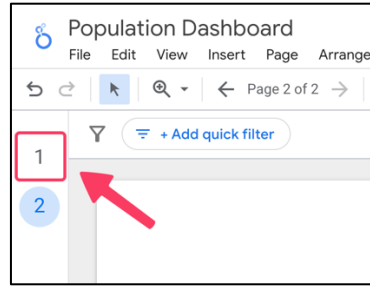 Population Dashboard
File Edit View Insert Page Arrange
Page 2 of 2
+ Add quick filter
1
2